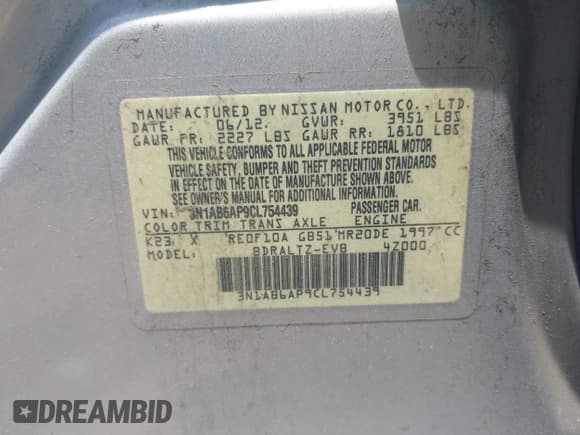 MANUFACTURED BY NISSAN MOTOR CO., LTD.
DATE: 06/12 GVWR: 3951 LBS
GAWR FR: 2227 LBS GAWR RR: 1810 LBS
THIS VEHICLE CONFORMS TO ALL APPLICABLE FEDERAL MOTOR
VEHICLE SAFETY, BUMPER AND THEFT PREVENTION STANDARDS
IN EFFECT ON THE DATE OF MANUFACTURE SHOWN ABOVE.
SEE OWNER'S MANUAL FOR ADDITIONAL INFORMATION.
VIN: 3N1AB6AP9CL754439 PASSENGER CAR.
COLOR TRIM TRANS AXLE ENGINE
K23 X RE0F10A GB51 MR20DE 1997 CC
BDRALTZ-EVB 4Z000
3N1AB6AP9CL754439
DREAMBID